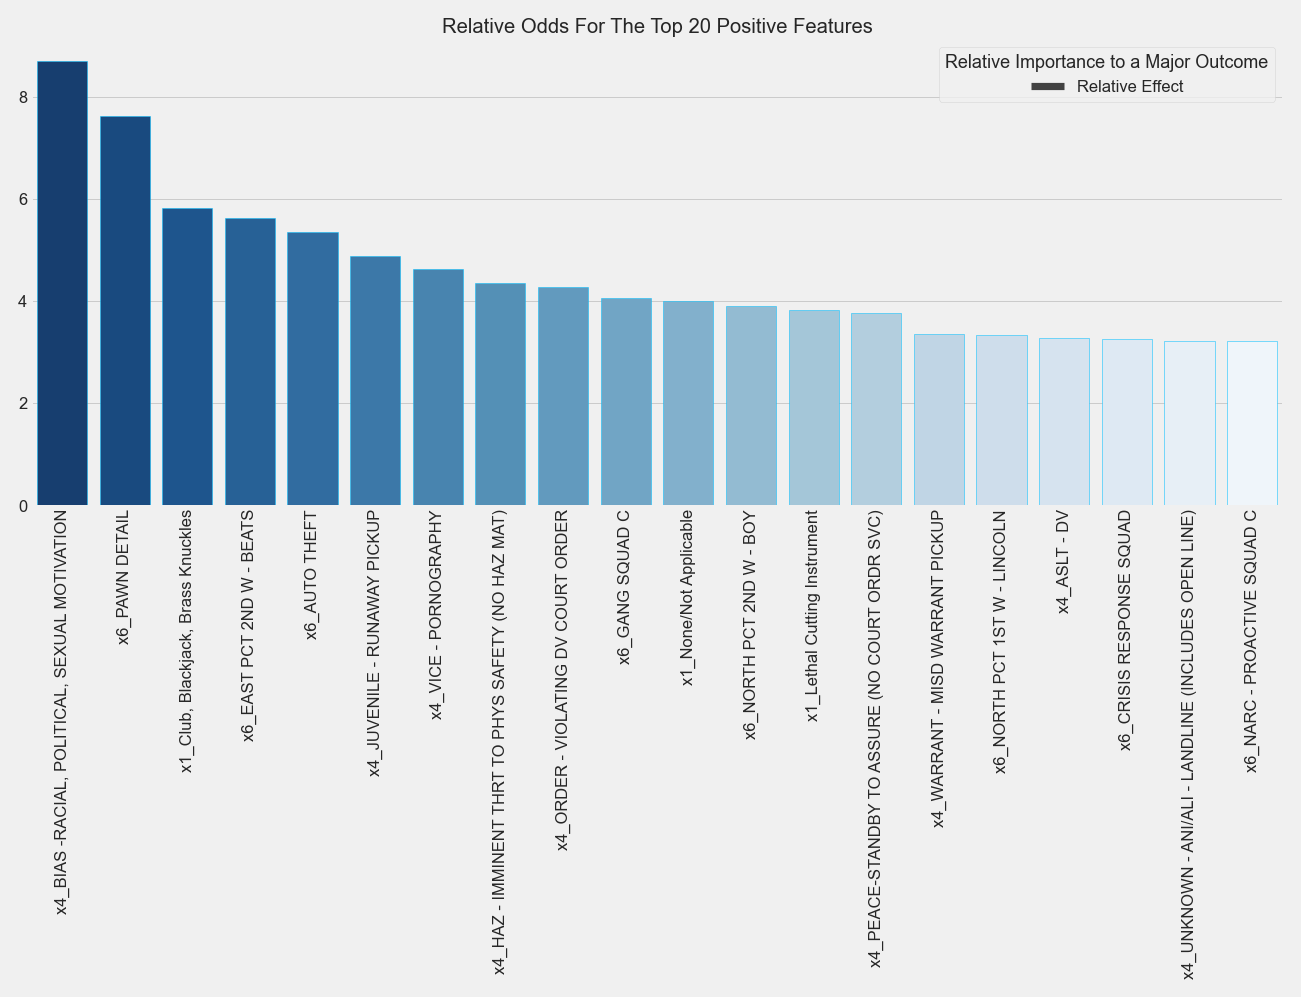 Relative Odds For The Top 20 Positive Features
Relative Importance to a Major Outcome
Relative Effect
8
6
4
2
0
x4_BIAS -RACIAL, POLITICAL, SEXUAL MOTIVATION
x6_PAWN DETAIL
x1_Club, Blackjack, Brass Knuckles
x6_EAST PCT 2ND W - BEATS
x6_AUTO THEFT
x4_JUVENILE - RUNAWAY PICKUP
x4_VICE - PORNOGRAPHY
x4_HAZ - IMMINENT THRT TO PHYS SAFETY (NO HAZ MAT)
x4_ORDER - VIOLATING DV COURT ORDER
x6_GANG SQUAD C
x1_None/Not Applicable
x6_NORTH PCT 2ND W - BOY
x1_Lethal Cutting Instrument
x4_PEACE-STANDBY TO ASSURE (NO COURT ORDR SVC)
x4_WARRANT - MISD WARRANT PICKUP
x6_NORTH PCT 1ST W - LINCOLN
x4_ASLT - DV
x6_CRISIS RESPONSE SQUAD
x4_UNKNOWN - ANI/ALI - LANDLINE (INCLUDES OPEN LINE)
x6_NARC - PROACTIVE SQUAD C